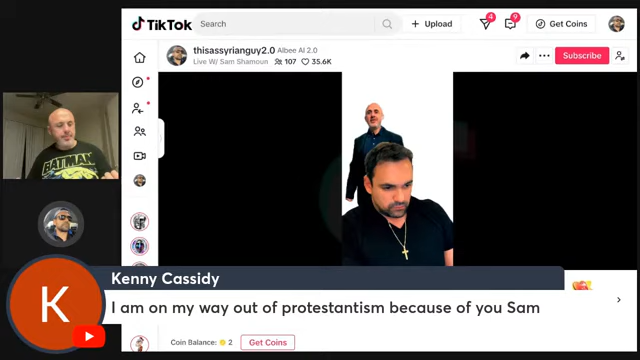 TikTok
Search
+ Upload
4
9
Get Coins
thisassyrianguy2.0 Albee AI 2.0
Live W/ Sam Shamoun 107 35.6K
Subscribe
BATMAN
Kenny Cassidy
K
I am on my way out of protestantism because of you Sam
Coin Balance: 2 Get Coins